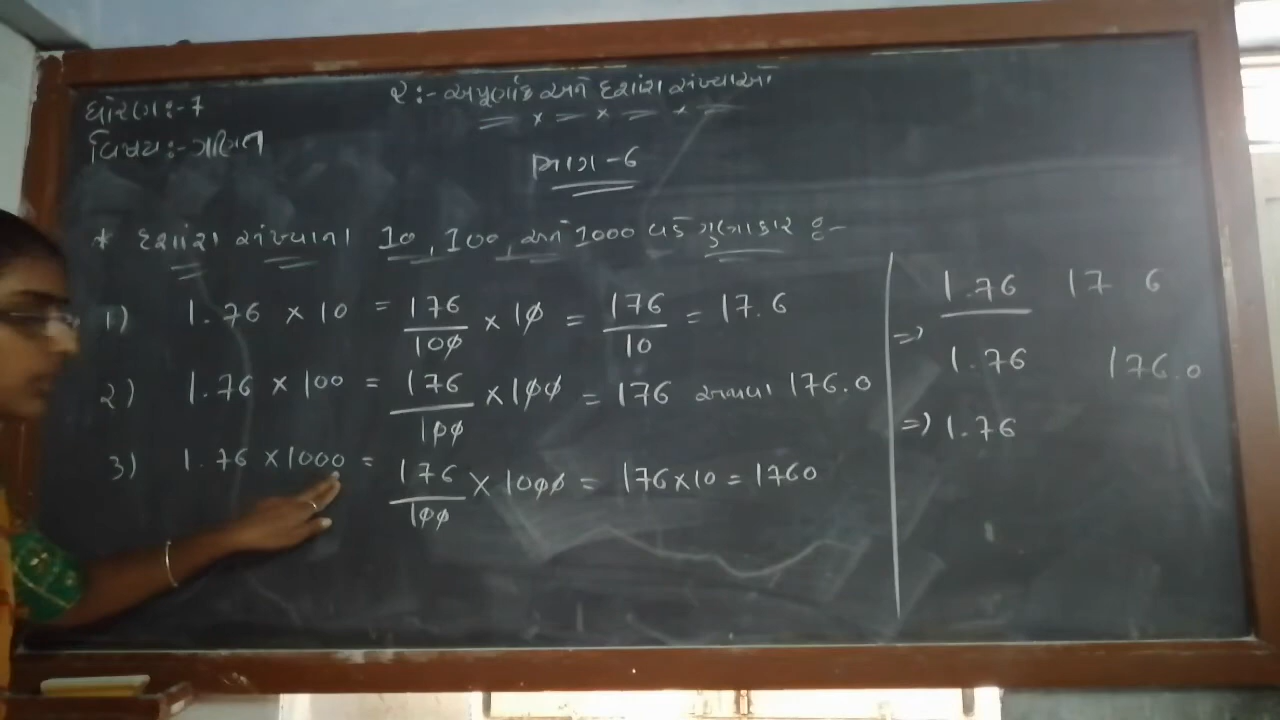 ધોરણ:-7
વિષય:-ગણિત
૨:-અપૂર્ણાંક અને દશાંશ સંખ્યાઓ
= × = × = × =
ભાગ-6
* દશાંશ સંખ્યાના 10, 100, અને 1000 વડે ગુણાકાર :-
1) 1.76 × 10 = 176/100 × 10 = 176/10 = 17.6
2) 1.76 × 100 = 176/100 × 100 = 176 અથવા 176.0
3) 1.76 × 1000 = 176/100 × 1000 = 176×10 = 1760
1.76 17 6
=> 1.76 176.0
=> 1.76